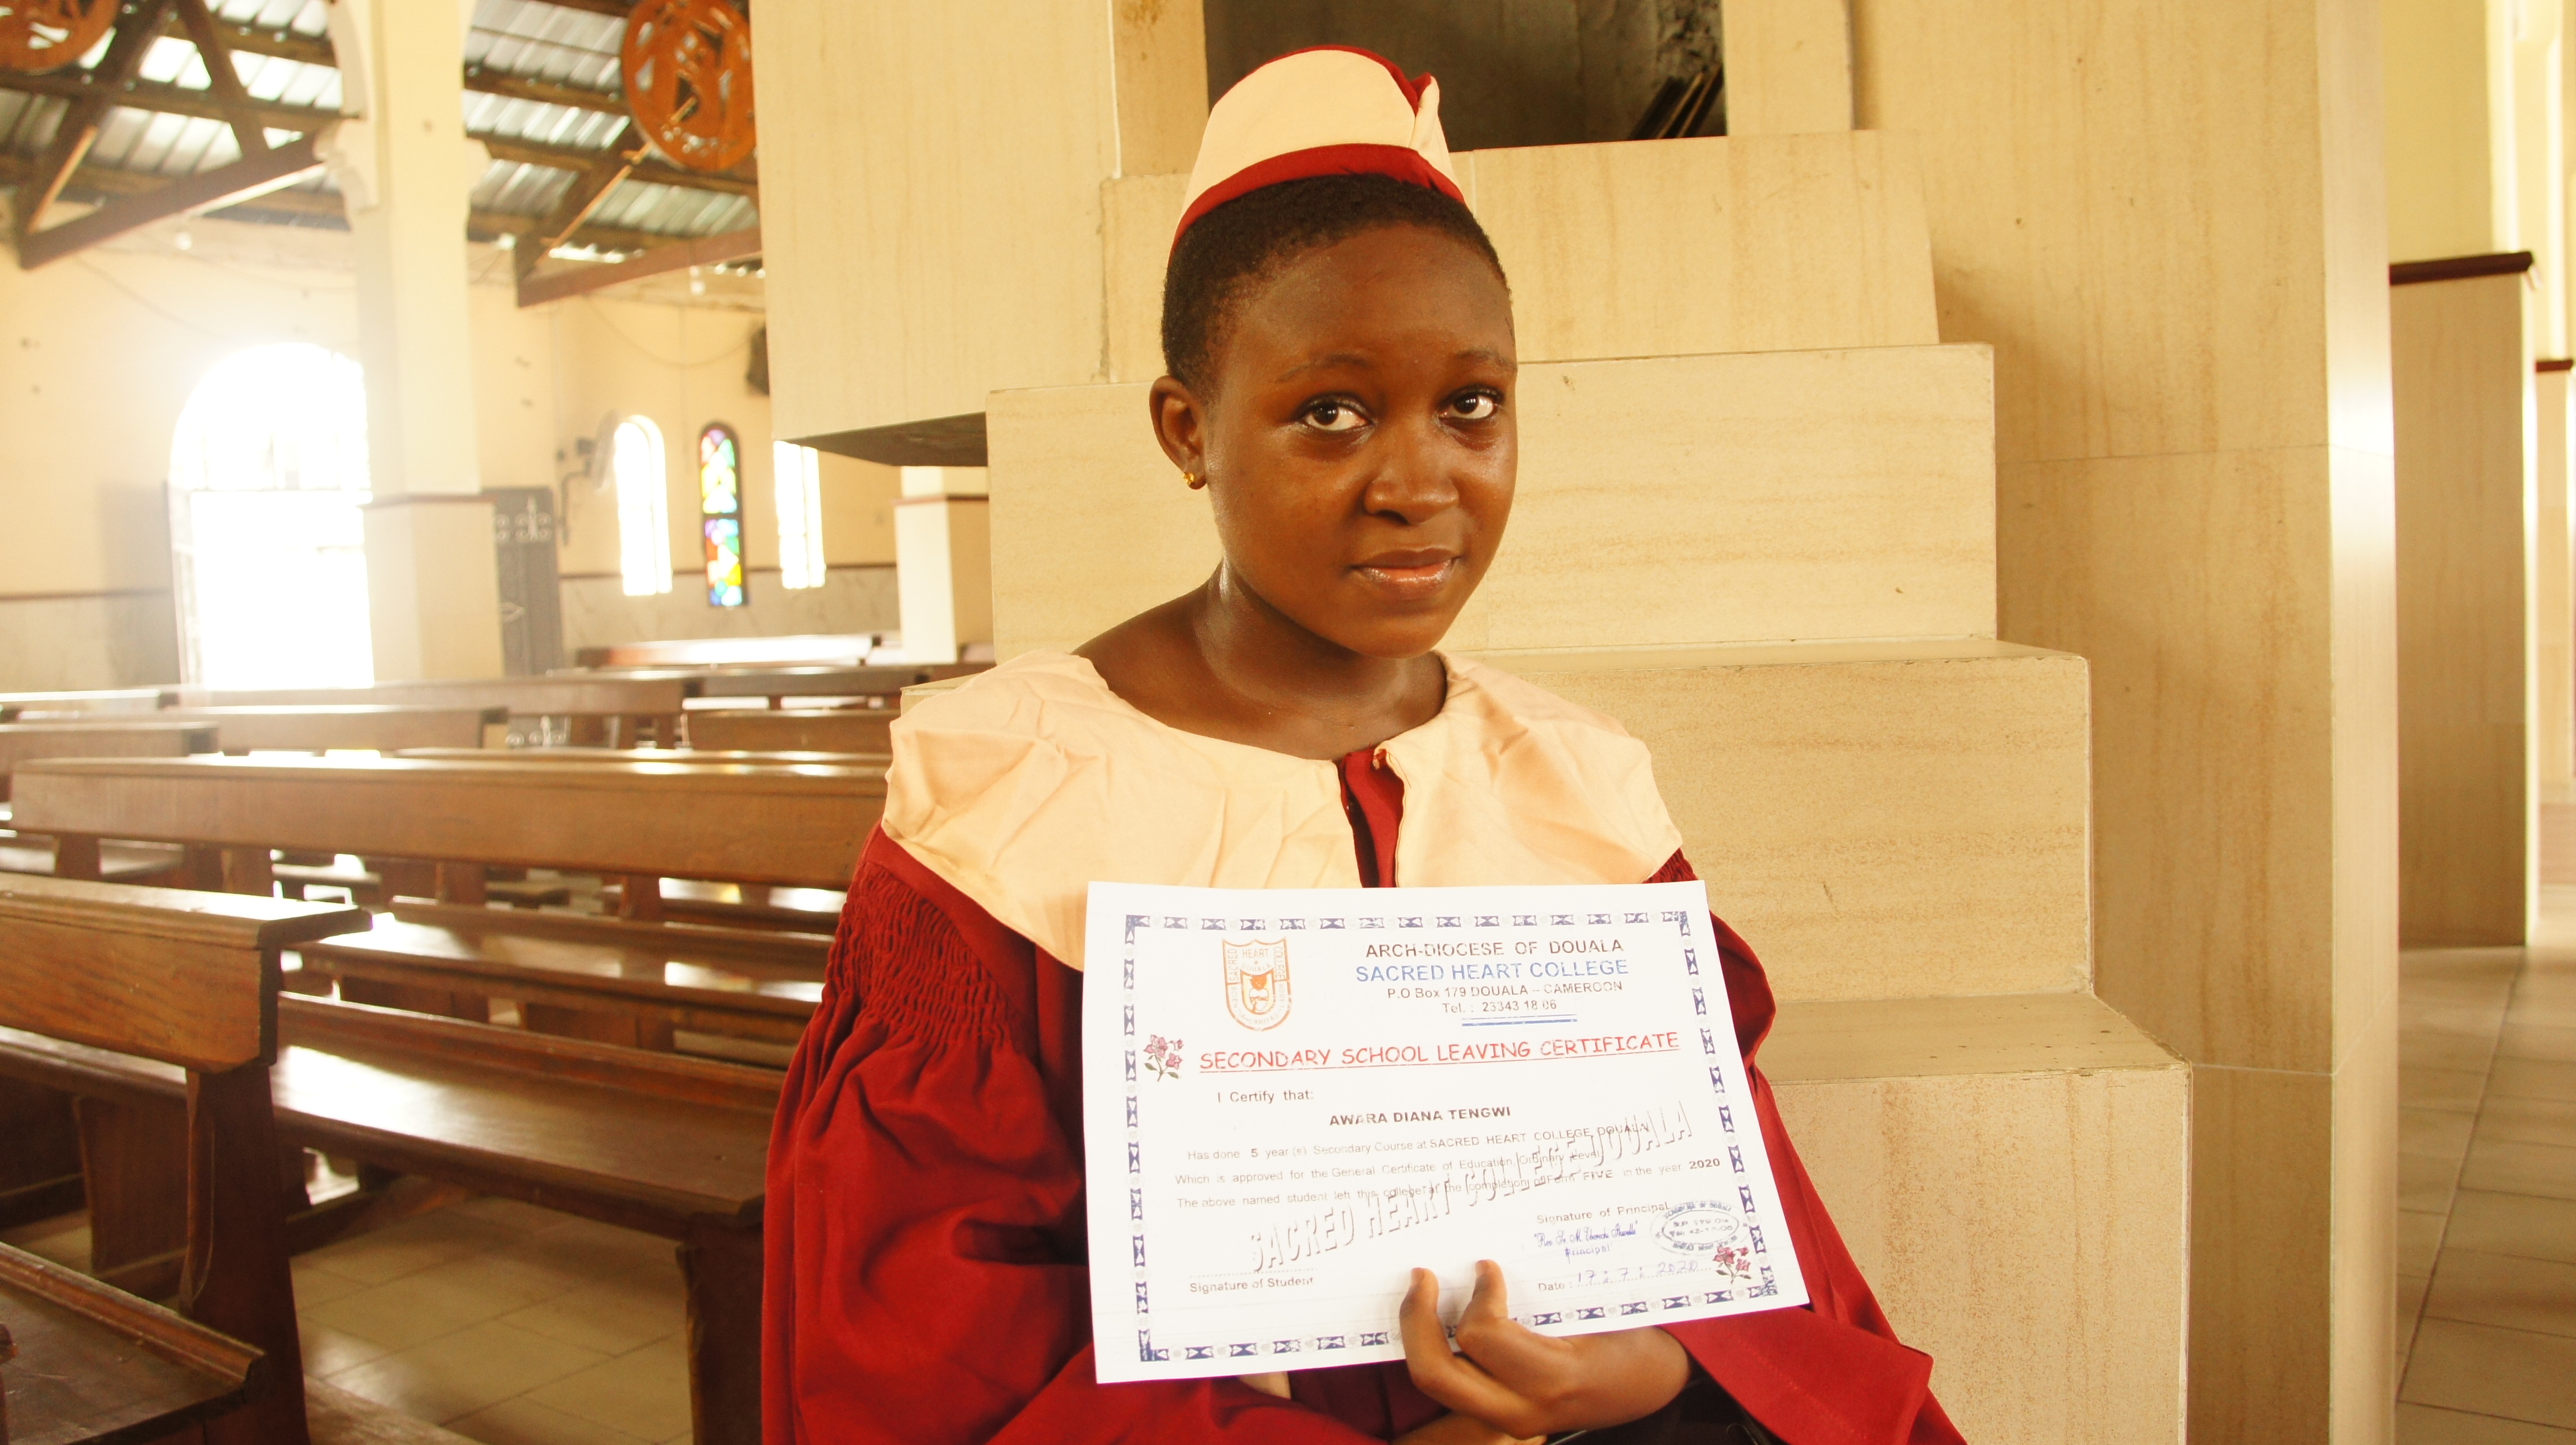 SACRED HEART COLLEGE
ARCH-DIOCESE OF DOUALA
SACRED HEART COLLEGE
P.O Box 179 DOUALA - CAMEROON
Tel. : 23343 18 06
SECONDARY SCHOOL LEAVING CERTIFICATE
I Certify that:
AWARA DIANA TENGWI
Has done 5 year (s) Secondary Course at SACRED HEART COLLEGE DOUALA
Which is approved for the General Certificate of Education Ordinary Level
The above named student left this college at the completion of Form FIVE in the year 2020
SACRED HEART COLLEGE DOUALA
Signature of Principal
Principal
Signature of Student
Date : 17 : 7 : 2020